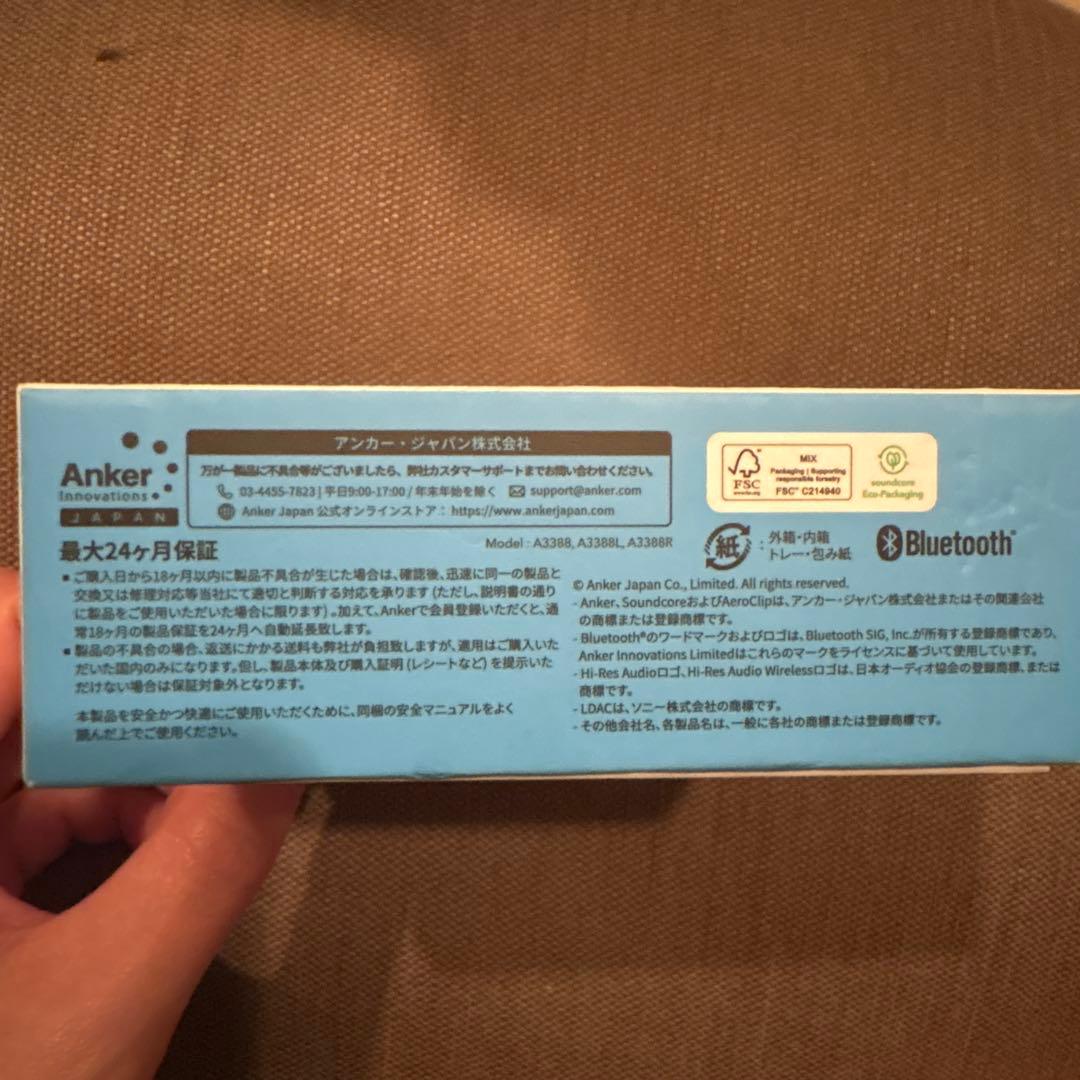 Anker
Innovations
JAPAN
アンカー・ジャパン株式会社
万が一製品に不具合等がございましたら、弊社カスタマーサポートまでお問い合わせください。
03-4455-7823 | 平日9:00-17:00 / 年末年始を除く support@anker.com
Anker Japan 公式オンラインストア: https://www.ankerjapan.com
Model : A3388, A3388L, A3388R
最大24ヶ月保証
■ ご購入日から18ヶ月以内に製品不具合が生じた場合は、確認後、迅速に同一の製品と
交換又は修理対応等当社にて適切と判断する対応を承ります(ただし、説明書の通り
に製品をご使用いただいた場合に限ります)。加えて、Ankerで会員登録いただくと、通
常18ヶ月の製品保証を24ヶ月へ自動延長致します。
■ 製品の不具合の場合、返送にかかる送料も弊社が負担致しますが、適用はご購入いた
だいた国内のみになります。但し、製品本体及び購入証明(レシートなど)を提示いた
だけない場合は保証対象外となります。
本製品を安全かつ快適にご使用いただくために、同梱の安全マニュアルをよく
読んだ上でご使用ください。
FSC
www.fsc.org
MIX
Packaging | Supporting
responsible forestry
FSC™ C214940
soundcore
Eco-Packaging
紙 : 外箱・内箱
トレー・包み紙
Bluetooth®
© Anker Japan Co., Limited. All rights reserved.
- Anker, SoundcoreおよびAeroClipは、アンカー・ジャパン株式会社またはその関連会社
の商標または登録商標です。
- Bluetooth®のワードマークおよびロゴは、Bluetooth SIG, Inc.が所有する登録商標であり、
Anker Innovations Limitedはこれらのマークをライセンスに基づいて使用しています。
- Hi-Res Audioロゴ、Hi-Res Audio Wirelessロゴは、日本オーディオ協会の登録商標、または
商標です。
- LDACは、ソニー株式会社の商標です。
- その他会社名、各製品名は、一般に各社の商標または登録商標です。